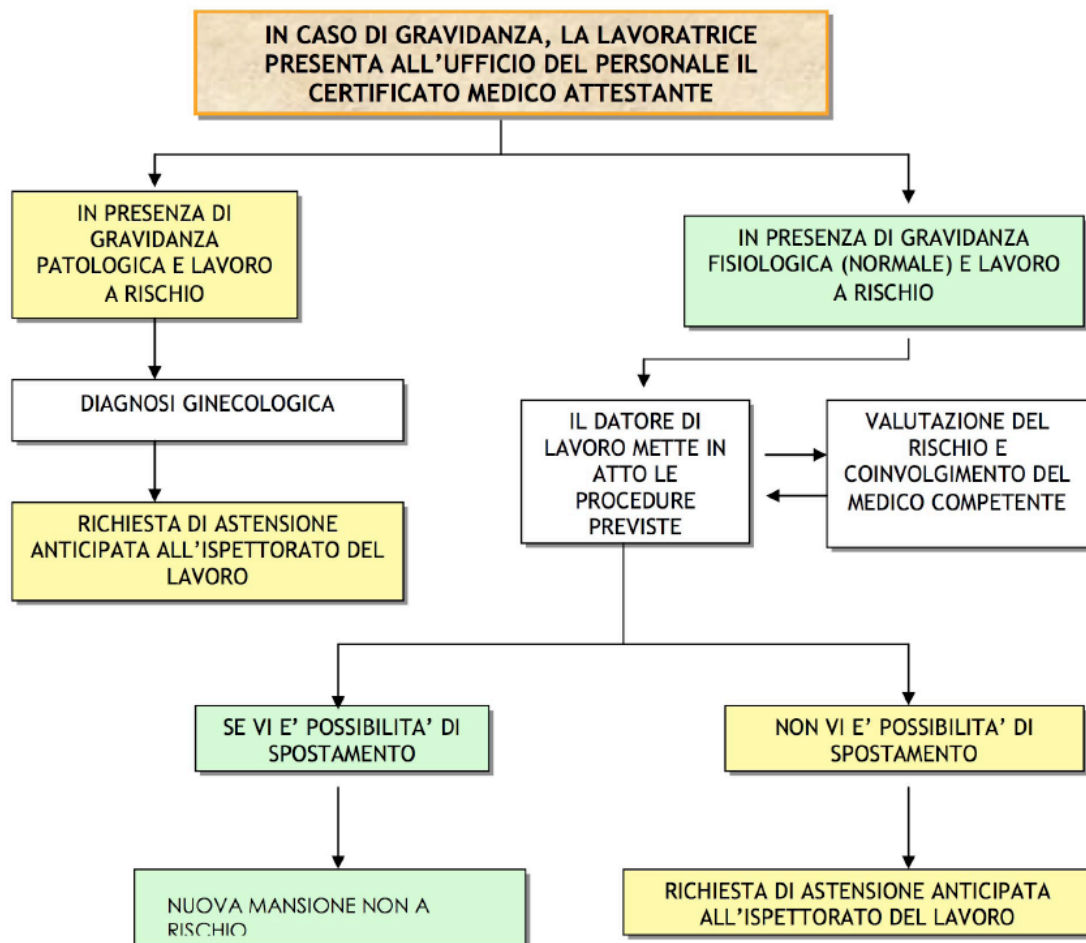 IN CASO DI GRAVIDANZA, LA LAVORATRICE
PRESENTA ALL'UFFICIO DEL PERSONALE IL
CERTIFICATO MEDICO ATTESTANTE
IN PRESENZA DI
GRAVIDANZA
PATOLOGICA E LAVORO
A RISCHIO
IN PRESENZA DI GRAVIDANZA
FISIOLOGICA (NORMALE) E LAVORO
A RISCHIO
DIAGNOSI GINECOLOGICA
IL DATORE DI
LAVORO METTE IN
ATTO LE
PROCEDURE
PREVISTE
VALUTAZIONE DEL
RISCHIO E
COINVOLGIMENTO DEL
MEDICO COMPETENTE
RICHIESTA DI ASTENSIONE
ANTICIPATA ALL'ISPETTORATO DEL
LAVORO
SE VI E' POSSIBILITA' DI
SPOSTAMENTO
NON VI E' POSSIBILITA' DI
SPOSTAMENTO
NUOVA MANSIONE NON A
RISCHIO
RICHIESTA DI ASTENSIONE ANTICIPATA
ALL'ISPETTORATO DEL LAVORO